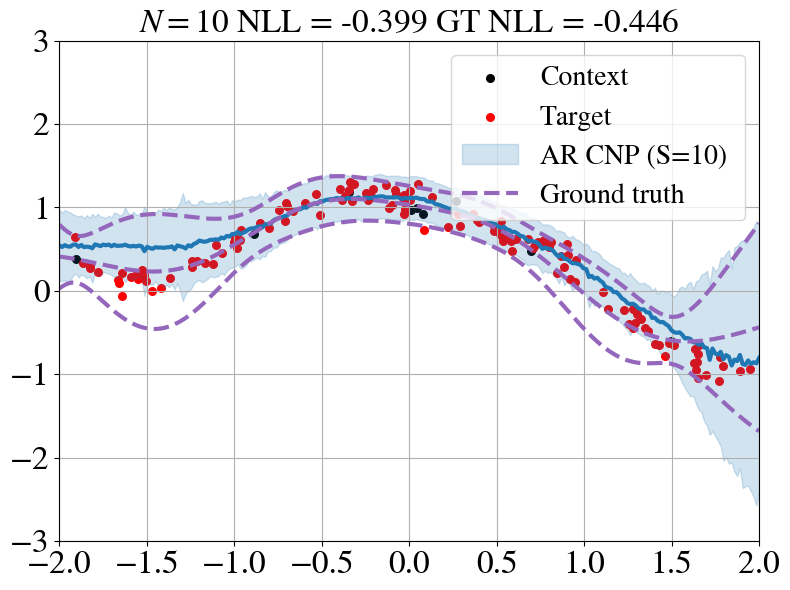 N = 10 NLL = -0.399 GT NLL = -0.446
3
2
1
0
−1
−2
−3
Context
Target
AR CNP (S=10)
Ground truth
−2.0 −1.5 −1.0 −0.5 0.0 0.5 1.0 1.5 2.0